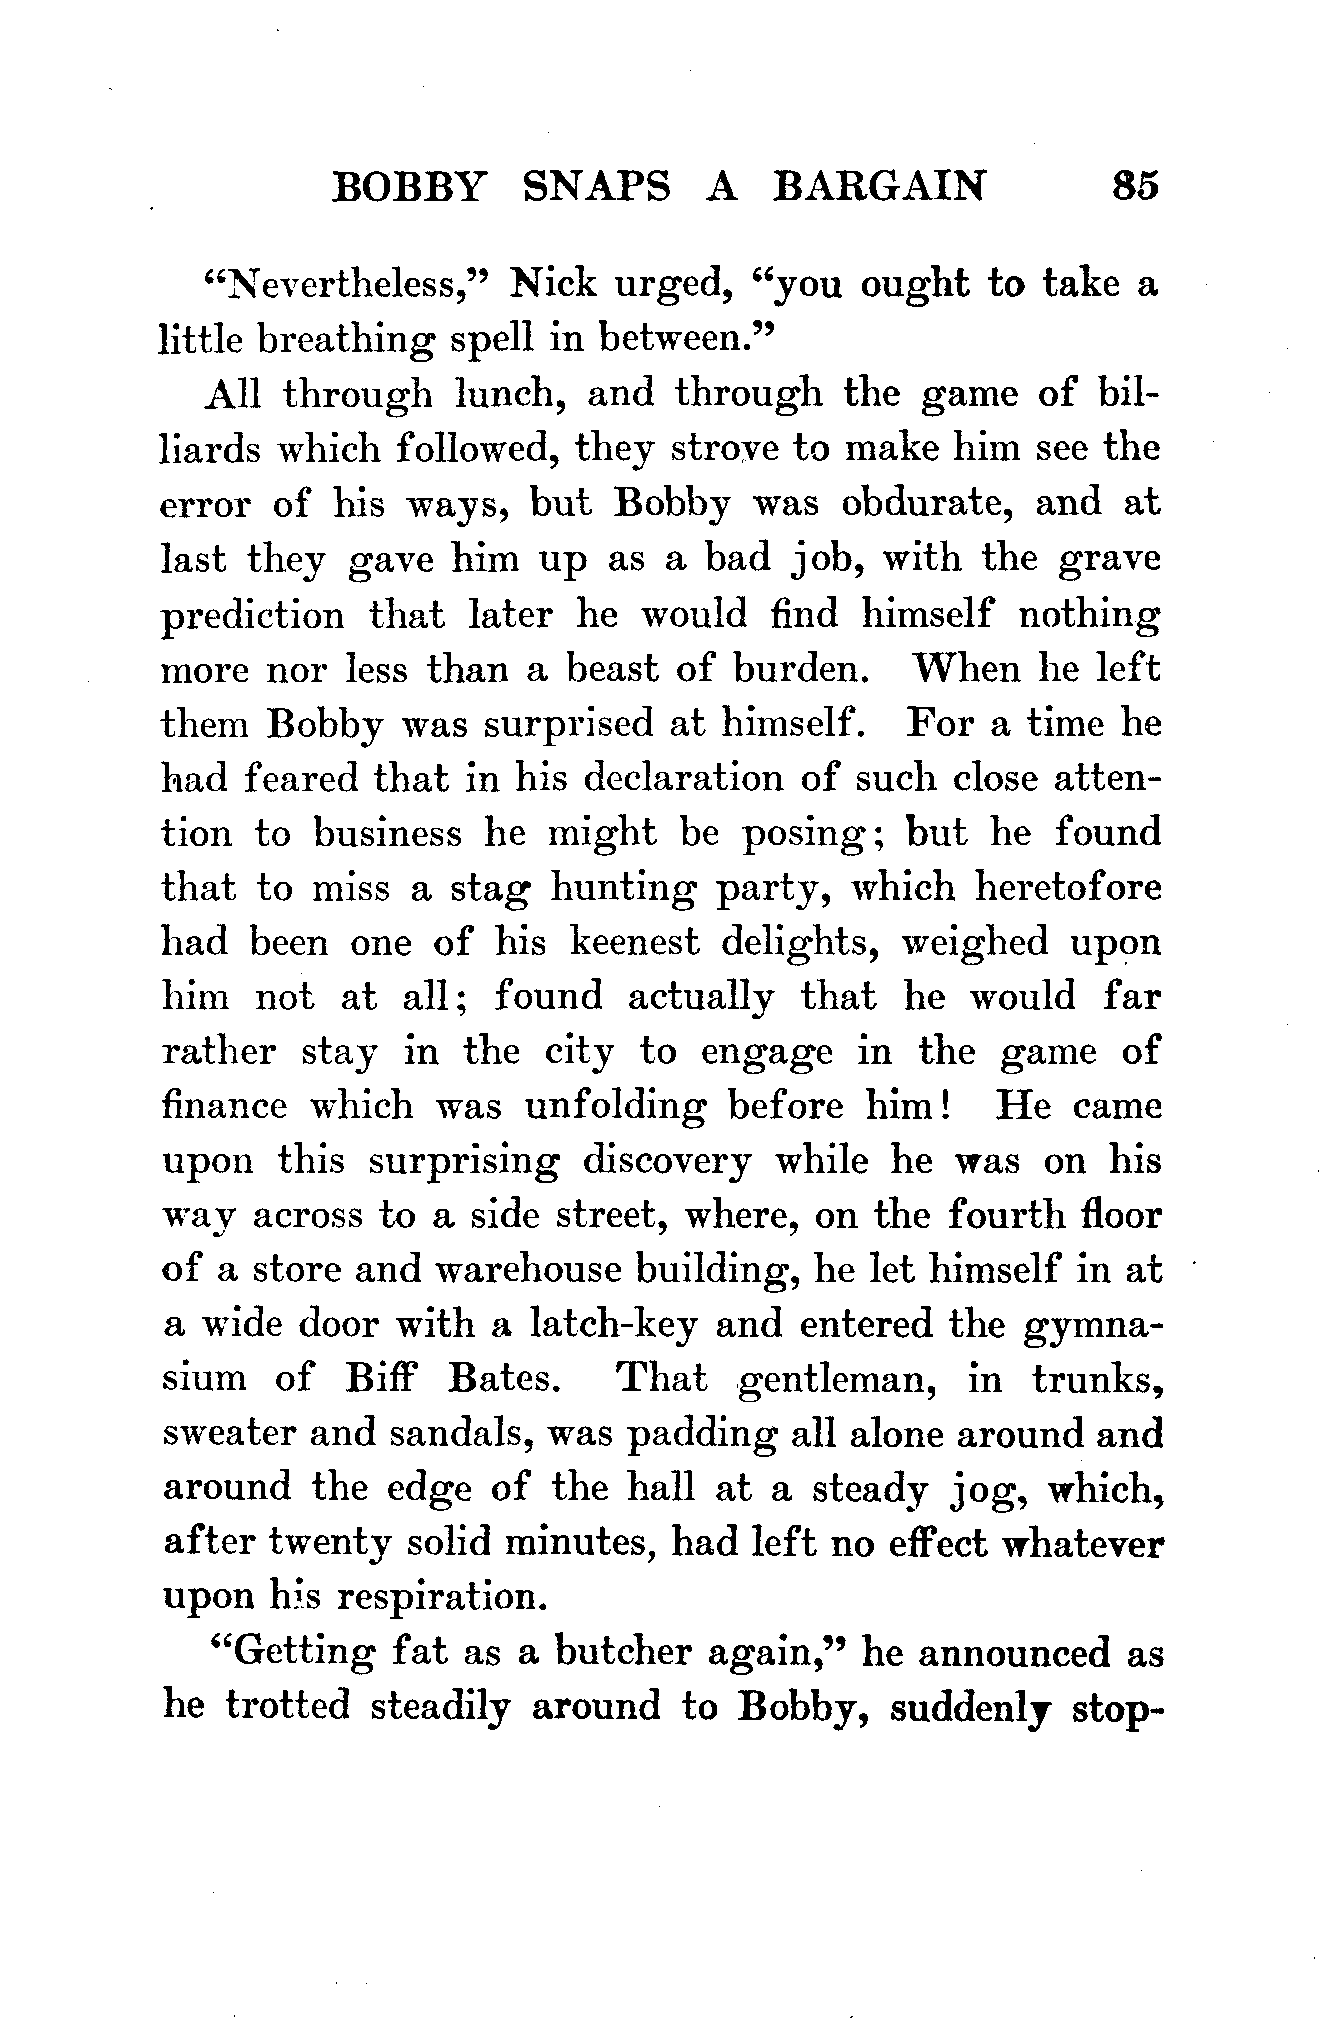 BOBBY SNAPS A BARGAIN 85
“Nevertheless,” Nick urged, “you ought to take a
little breathing spell in between.”
All through lunch, and through the game of bil-
liards which followed, they strove to make him see the
error of his ways, but Bobby was obdurate, and at
last they gave him up as a bad job, with the grave
prediction that later he would find himself nothing
more nor less than a beast of burden. When he left
them Bobby was surprised at himself. For a time he
had feared that in his declaration of such close atten-
tion to business he might be posing; but he found
that to miss a stag hunting party, which heretofore
had been one of his keenest delights, weighed upon
him not at all; found actually that he would far
rather stay in the city to engage in the game of
finance which was unfolding before him! He came
upon this surprising discovery while he was on his
way across to a side street, where, on the fourth floor
of a store and warehouse building, he let himself in at
a wide door with a latch-key and entered the gymna-
sium of Biff Bates. That gentleman, in trunks,
sweater and sandals, was padding all alone around and
around the edge of the hall at a steady jog, which,
after twenty solid minutes, had left no effect whatever
upon his respiration.
“Getting fat as a butcher again,” he announced as
he trotted steadily around to Bobby, suddenly stop-